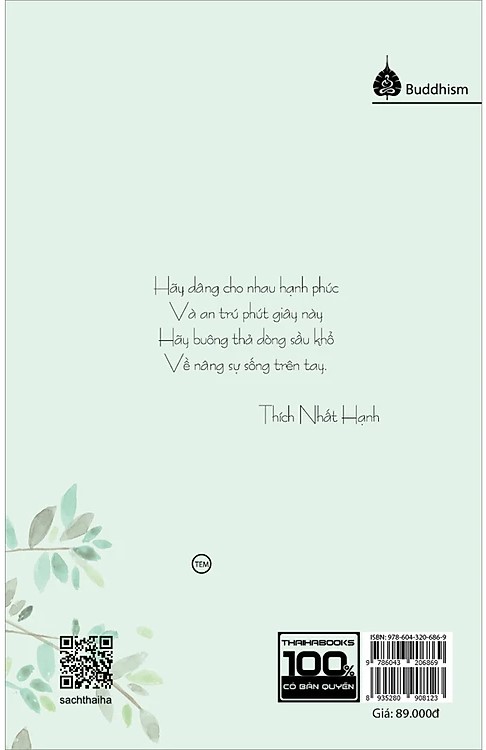 Buddhism
Hãy dâng cho nhau hạnh phúc
Và an trú phút giây này
Hãy buông thả dòng sầu khổ
Về nâng sự sống trên tay.
Thích Nhất Hạnh
TEM
sachthaiha
THAIHABOOKS
100%
CÓ BẢN QUYỀN
ISBN: 978-604-320-686-9
9 786043 206869
8 935280 908123
Giá: 89.000đ